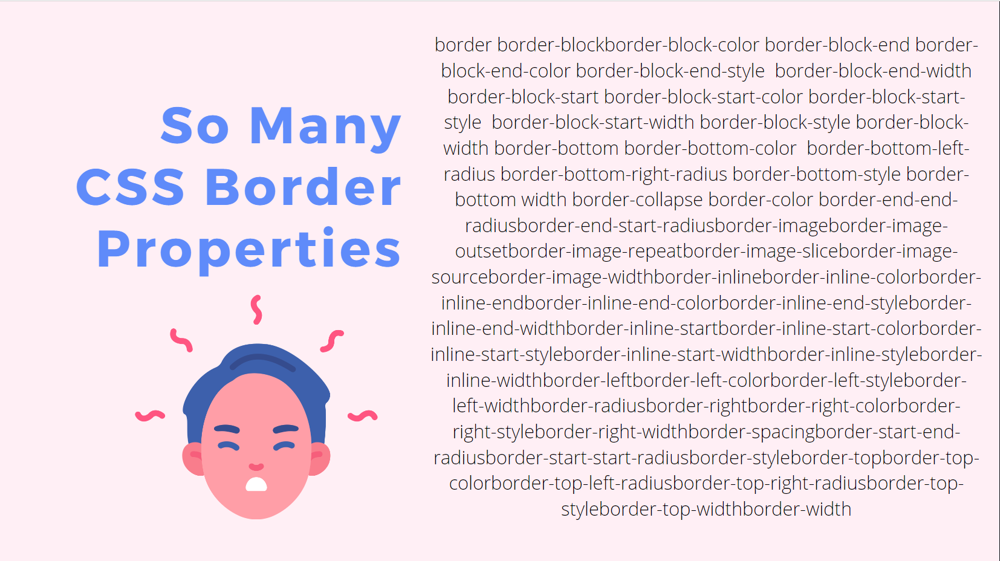 So Many
CSS Border
Properties
border border-blockborder-block-color border-block-end border-
block-end-color border-block-end-style  border-block-end-width
border-block-start border-block-start-color border-block-start-
style  border-block-start-width border-block-style border-block-
width border-bottom border-bottom-color  border-bottom-left-
radius border-bottom-right-radius border-bottom-style border-
bottom width border-collapse border-color border-end-end-
radiusborder-end-start-radiusborder-imageborder-image-
outsetborder-image-repeatborder-image-sliceborder-image-
sourceborder-image-widthborder-inlineborder-inline-colorborder-
inline-endborder-inline-end-colorborder-inline-end-styleborder-
inline-end-widthborder-inline-startborder-inline-start-colorborder-
inline-start-styleborder-inline-start-widthborder-inline-styleborder-
inline-widthborder-leftborder-left-colorborder-left-styleborder-
left-widthborder-radiusborder-rightborder-right-colorborder-
right-styleborder-right-widthborder-spacingborder-start-end-
radiusborder-start-start-radiusborder-styleborder-topborder-top-
colorborder-top-left-radiusborder-top-right-radiusborder-top-
styleborder-top-widthborder-width